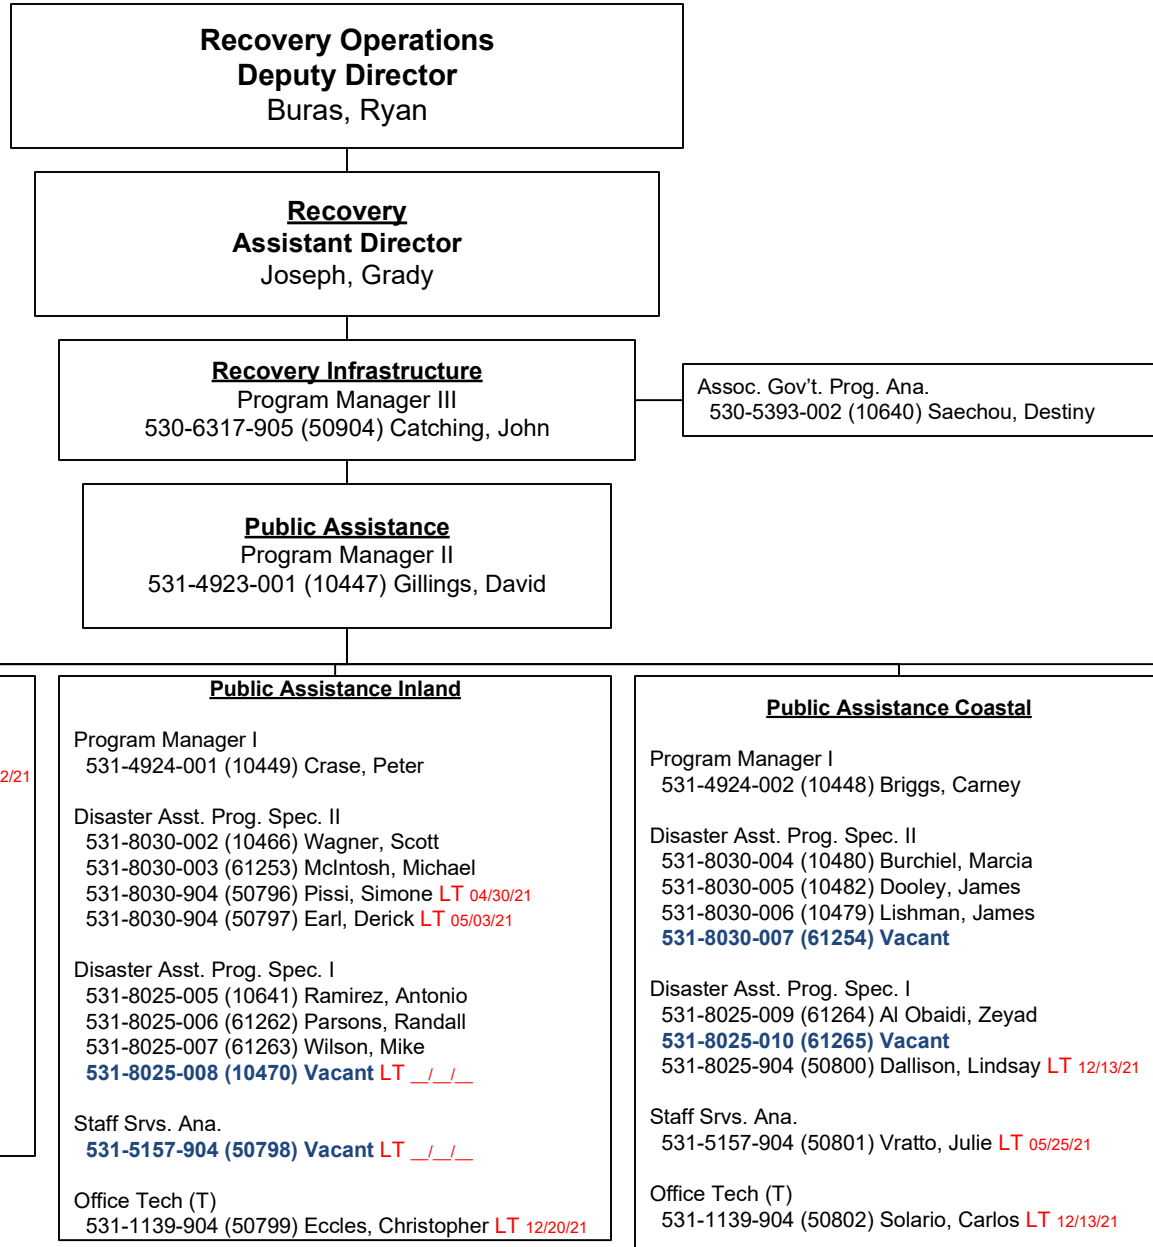 Recovery Operations
Deputy Director
Buras, Ryan
Recovery
Assistant Director
Joseph, Grady
Recovery Infrastructure
Program Manager III
530-6317-905 (50904) Catching, John
Assoc. Gov't. Prog. Ana.
530-5393-002 (10640) Saechou, Destiny
Public Assistance
Program Manager II
531-4923-001 (10447) Gillings, David
2/21
Public Assistance Inland
Program Manager I
531-4924-001 (10449) Crase, Peter
Disaster Asst. Prog. Spec. II
531-8030-002 (10466) Wagner, Scott
531-8030-003 (61253) McIntosh, Michael
531-8030-904 (50796) Pissi, Simone LT 04/30/21
531-8030-904 (50797) Earl, Derick LT 05/03/21
Disaster Asst. Prog. Spec. I
531-8025-005 (10641) Ramirez, Antonio
531-8025-006 (61262) Parsons, Randall
531-8025-007 (61263) Wilson, Mike
531-8025-008 (10470) Vacant LT __/__/__
Staff Srvs. Ana.
531-5157-904 (50798) Vacant LT __/__/__
Office Tech (T)
531-1139-904 (50799) Eccles, Christopher LT 12/20/21
Public Assistance Coastal
Program Manager I
531-4924-002 (10448) Briggs, Carney
Disaster Asst. Prog. Spec. II
531-8030-004 (10480) Burchiel, Marcia
531-8030-005 (10482) Dooley, James
531-8030-006 (10479) Lishman, James
531-8030-007 (61254) Vacant
Disaster Asst. Prog. Spec. I
531-8025-009 (61264) Al Obaidi, Zeyad
531-8025-010 (61265) Vacant
531-8025-904 (50800) Dallison, Lindsay LT 12/13/21
Staff Srvs. Ana.
531-5157-904 (50801) Vratto, Julie LT 05/25/21
Office Tech (T)
531-1139-904 (50802) Solario, Carlos LT 12/13/21